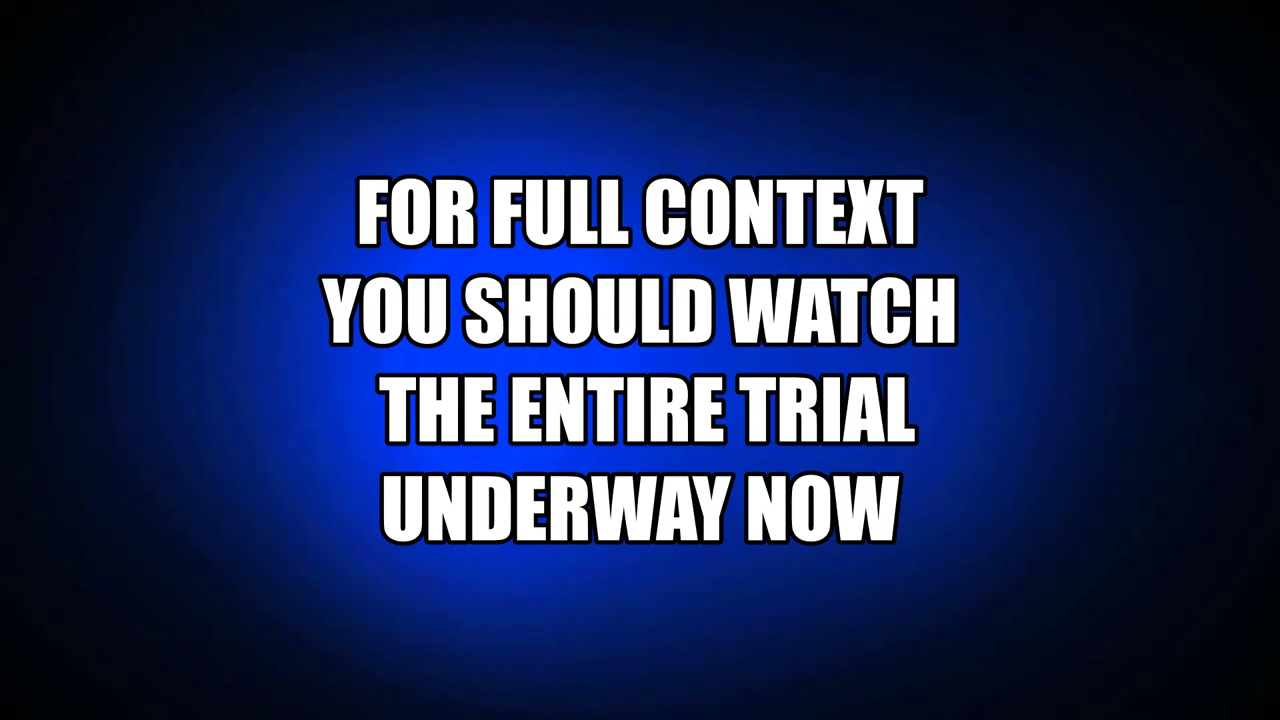 FOR FULL CONTEXT
YOU SHOULD WATCH
THE ENTIRE TRIAL
UNDERWAY NOW